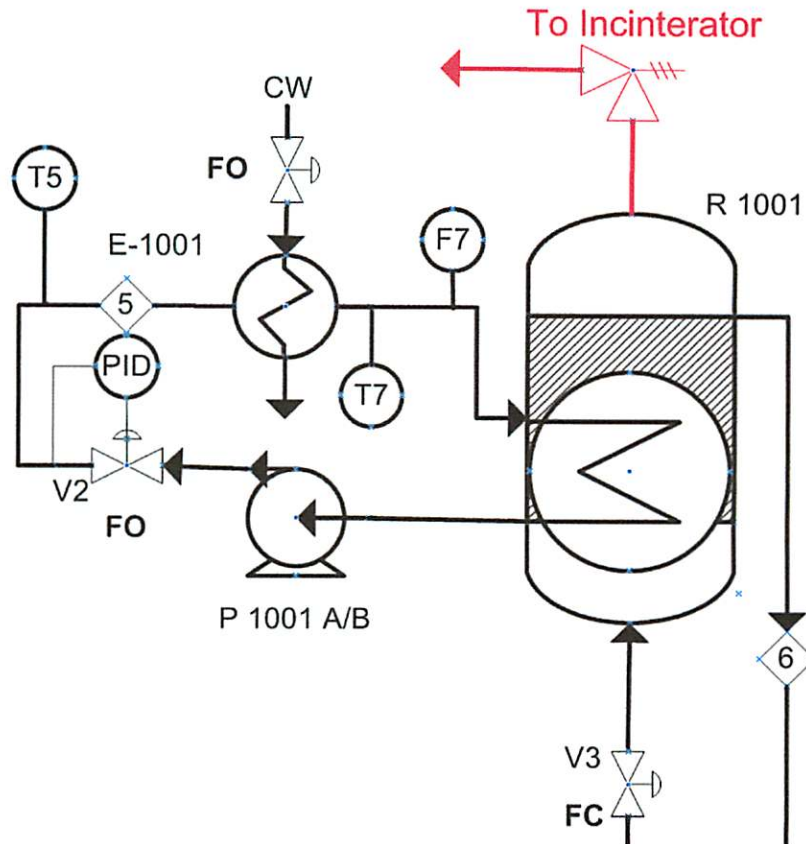 To Incinterator
CW
FO
T5
R 1001
E-1001
F7
5
PID
T7
V2
FO
P 1001 A/B
6
V3
FC